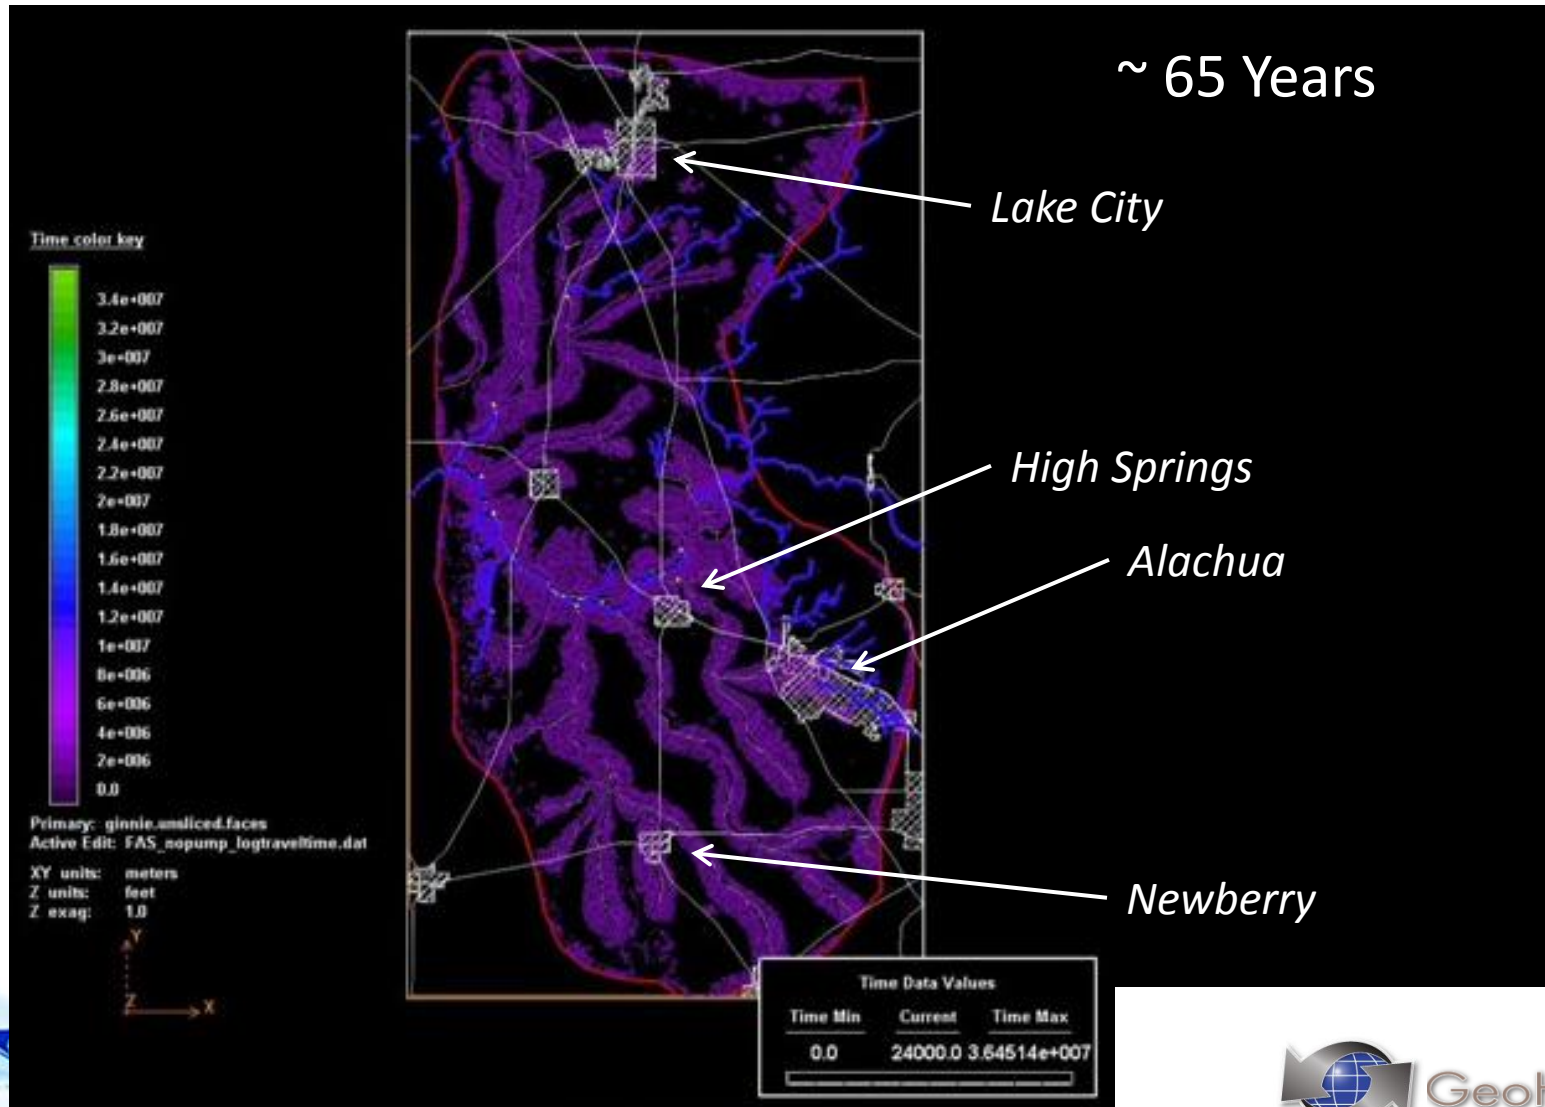 ~ 65 Years
Lake City
High Springs
Alachua
Newberry
Time color key
3.4e+007
3.2e+007
3e+007
2.8e+007
2.6e+007
2.4e+007
2.2e+007
2e+007
1.8e+007
1.6e+007
1.4e+007
1.2e+007
1e+007
8e+006
6e+006
4e+006
2e+006
0.0
Primary: ginnie.unsliced.faces
Active Edit: FAS_nopump_logtraveltime.dat
XY units: meters
Z units: feet
Z exag: 1.0
Y
Z
X
Time Data Values
Time Min Current Time Max
0.0 24000.0 3.64514e+007